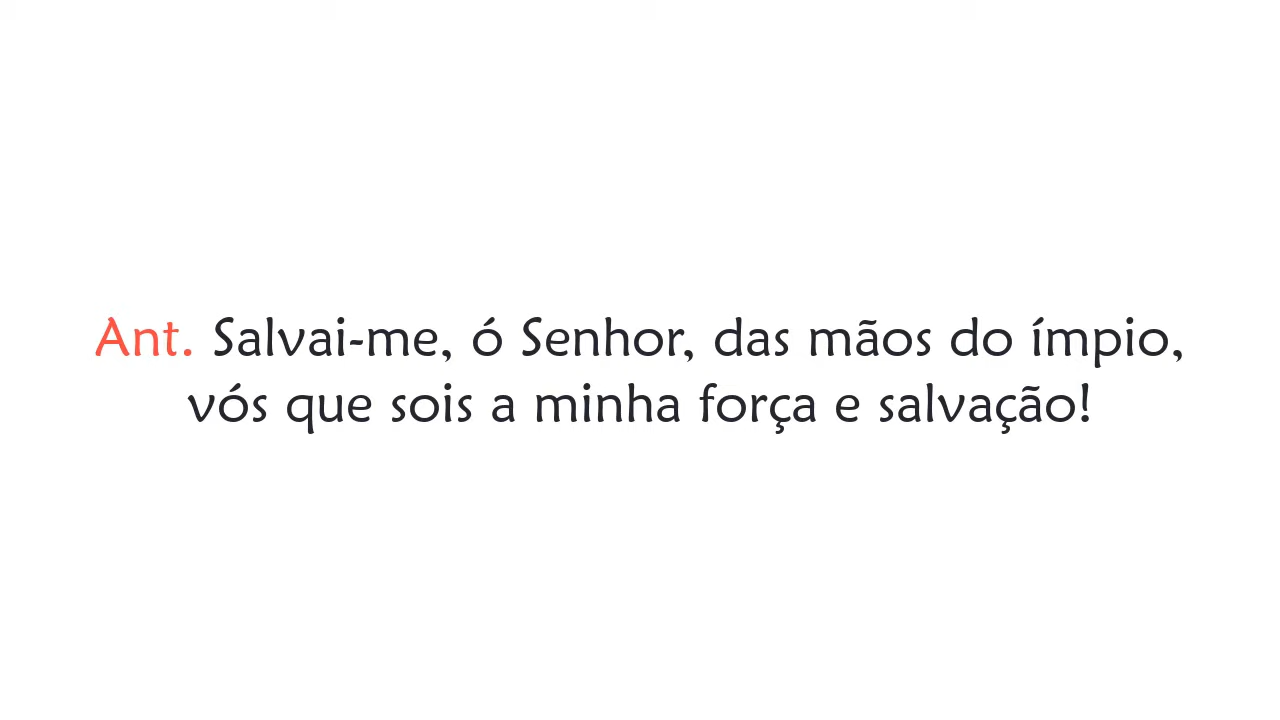 Ant. Salvai-me, ó Senhor, das mãos do ímpio,
vós que sois a minha força e salvação!